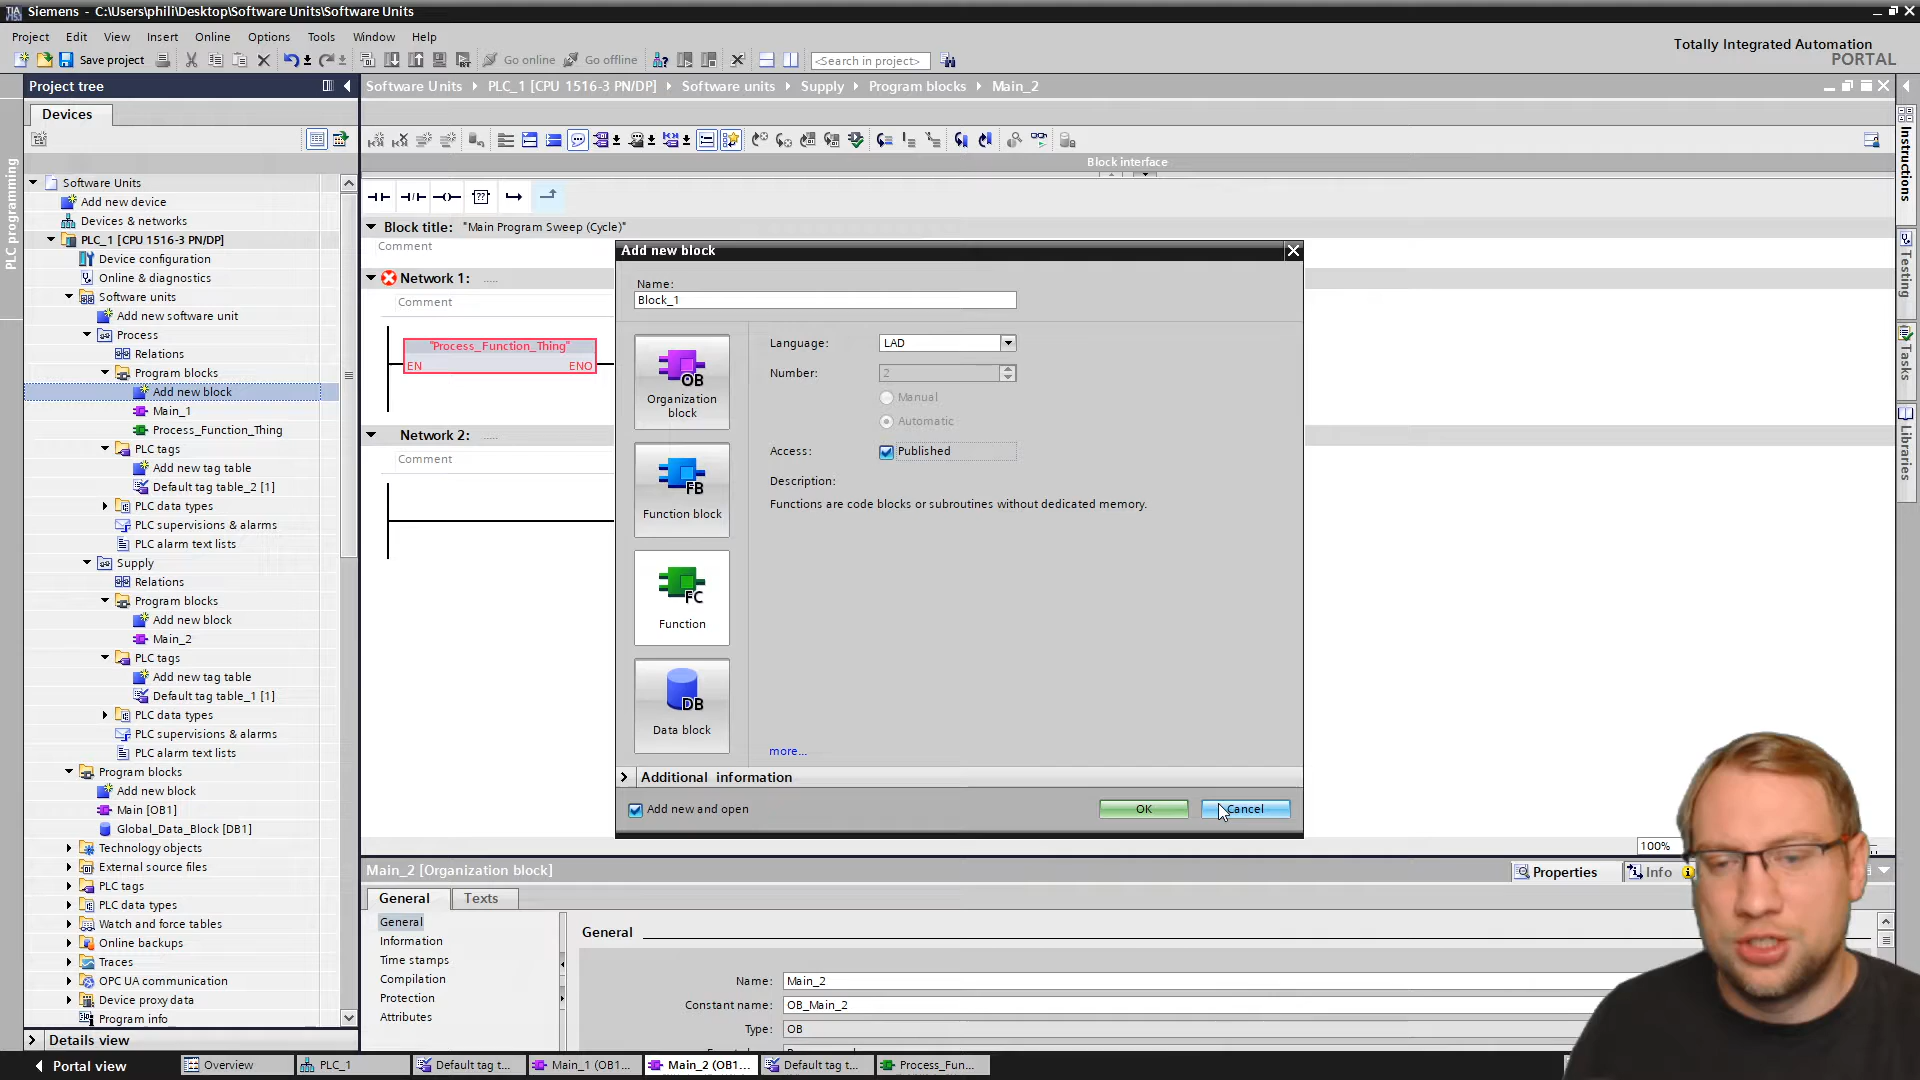 Siemens - C:\Users\phili\Desktop\Software Units\Software Units
Project Edit View Insert Online Options Tools Window Help
Totally Integrated Automation
PORTAL
Save project
Go online
Go offline
<Search in project>
Project tree
Software Units PLC_1 [CPU 1516-3 PN/DP] Software units Supply Program blocks Main_2
Devices
PLC programming
Software Units
Add new device
Devices & networks
PLC_1 [CPU 1516-3 PN/DP]
Device configuration
Online & diagnostics
Software units
Add new software unit
Process
Relations
Program blocks
Add new block
Main_1
Process_Function_Thing
PLC tags
Add new tag table
Default tag table_2 [1]
PLC data types
PLC supervisions & alarms
PLC alarm text lists
Supply
Relations
Program blocks
Add new block
Main_2
PLC tags
Add new tag table
Default tag table_1 [1]
PLC data types
PLC supervisions & alarms
PLC alarm text lists
Program blocks
Add new block
Main [OB1]
Global_Data_Block [DB1]
Technology objects
External source files
PLC tags
PLC data types
Watch and force tables
Online backups
Traces
OPC UA communication
Device proxy data
Program info
Details view
Block interface
Block title: "Main Program Sweep (Cycle)"
Comment
Network 1: .....
Comment
"Process_Function_Thing"
EN ENO
Network 2: .....
Comment
Add new block
Name:
Block_1
OB
Organization
block
FB
Function block
FC
Function
DB
Data block
Language: LAD
Number: 2
Manual
Automatic
Access: Published
Description:
Functions are code blocks or subroutines without dedicated memory.
more...
Additional information
Add new and open
OK
Cancel
100%
Instructions
Testing
Tasks
Libraries
Main_2 [Organization block]
Properties
Info
General Texts
General
Information
Time stamps
Compilation
Protection
Attributes
General
Name: Main_2
Constant name: OB_Main_2
Type: OB
Portal view
Overview
PLC_1
Default tag t...
Main_1 (OB1...
Main_2 (OB1...
Default tag t...
Process_Fun...